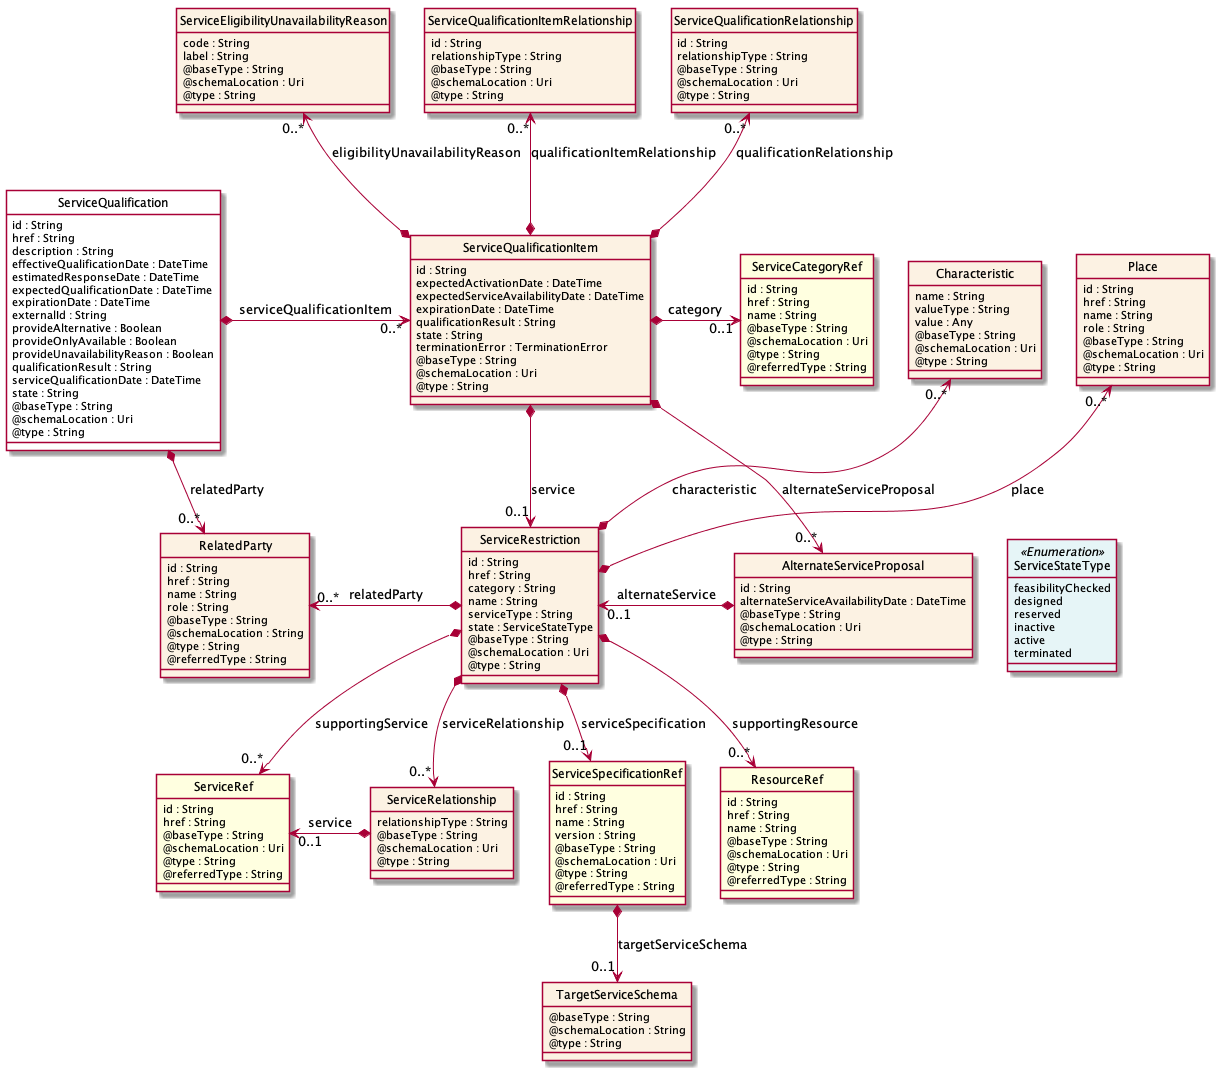 ServiceEligibilityUnavailabilityReason
code : String
label : String
@baseType : String
@schemaLocation : Uri
@type : String
ServiceQualificationItemRelationship
id : String
relationshipType : String
@baseType : String
@schemaLocation : Uri
@type : String
ServiceQualificationRelationship
id : String
relationshipType : String
@baseType : String
@schemaLocation : Uri
@type : String
0..*
0..*
0..*
eligibilityUnavailabilityReason
qualificationItemRelationship
qualificationRelationship
ServiceQualification
id : String
href : String
description : String
effectiveQualificationDate : DateTime
estimatedResponseDate : DateTime
expectedQualificationDate : DateTime
expirationDate : DateTime
externalId : String
provideAlternative : Boolean
provideOnlyAvailable : Boolean
provideUnavailabilityReason : Boolean
qualificationResult : String
serviceQualificationDate : DateTime
state : String
@baseType : String
@schemaLocation : Uri
@type : String
serviceQualificationItem
0..*
ServiceQualificationItem
id : String
expectedActivationDate : DateTime
expectedServiceAvailabilityDate : DateTime
expirationDate : DateTime
qualificationResult : String
state : String
terminationError : TerminationError
@baseType : String
@schemaLocation : Uri
@type : String
category
0..1
ServiceCategoryRef
id : String
href : String
name : String
@baseType : String
@schemaLocation : Uri
@type : String
@referredType : String
Characteristic
name : String
valueType : String
value : Any
@baseType : String
@schemaLocation : Uri
@type : String
Place
id : String
href : String
name : String
role : String
@baseType : String
@schemaLocation : Uri
@type : String
0..*
0..*
relatedParty
0..*
service
0..1
characteristic
alternateServiceProposal
0..*
place
RelatedParty
id : String
href : String
name : String
role : String
@baseType : String
@schemaLocation : String
@type : String
@referredType : String
0..*
relatedParty
ServiceRestriction
id : String
href : String
category : String
name : String
serviceType : String
state : ServiceStateType
@baseType : String
@schemaLocation : Uri
@type : String
alternateService
0..1
AlternateServiceProposal
id : String
alternateServiceAvailabilityDate : DateTime
@baseType : String
@schemaLocation : Uri
@type : String
«Enumeration»
ServiceStateType
feasibilityChecked
designed
reserved
inactive
active
terminated
supportingService
0..*
serviceRelationship
0..*
serviceSpecification
0..1
supportingResource
0..*
ServiceRef
id : String
href : String
@baseType : String
@schemaLocation : Uri
@type : String
@referredType : String
service
0..1
ServiceRelationship
relationshipType : String
@baseType : String
@schemaLocation : Uri
@type : String
ServiceSpecificationRef
id : String
href : String
name : String
version : String
@baseType : String
@schemaLocation : Uri
@type : String
@referredType : String
ResourceRef
id : String
href : String
name : String
@baseType : String
@schemaLocation : Uri
@type : String
@referredType : String
targetServiceSchema
0..1
TargetServiceSchema
@baseType : String
@schemaLocation : String
@type : String